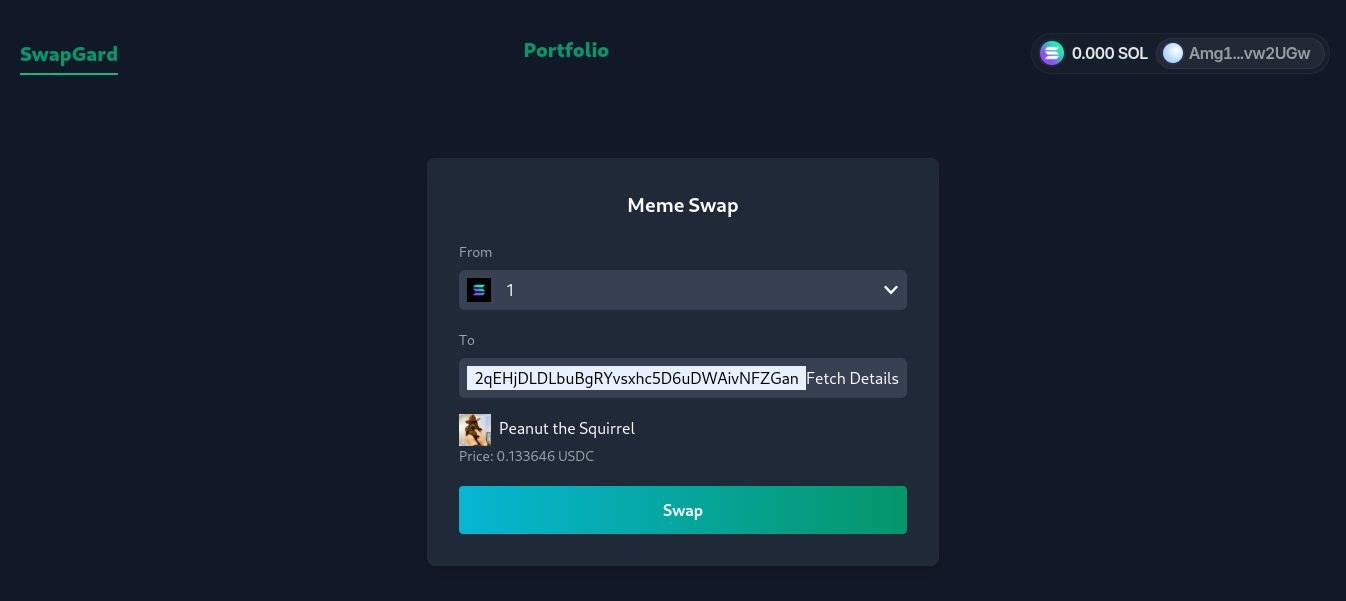 SwapGard
Portfolio
0.000 SOL
Amg1...vw2UGw
Meme Swap
From
1
To
2qEHjDLDLbuBgRYvsxhc5D6uDWAivNFZGan
Fetch Details
Peanut the Squirrel
Price: 0.133646 USDC
Swap